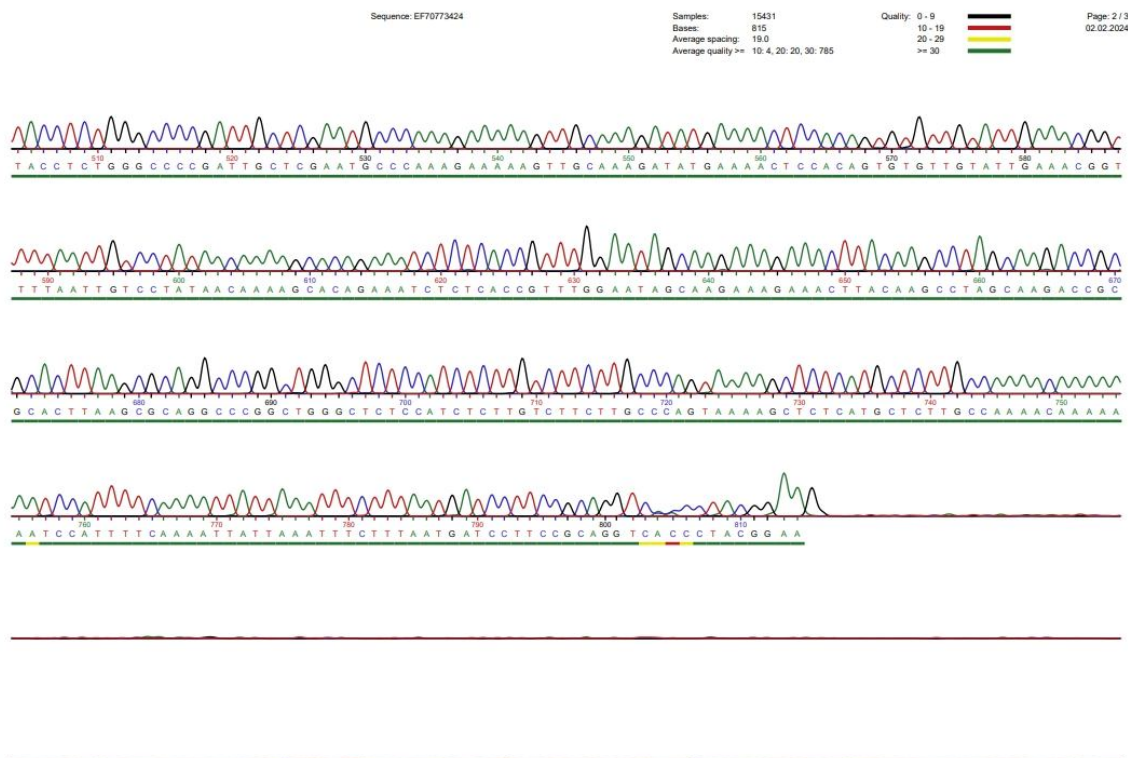 Sequence: EF70773424 Samples: 15431 Quality: 0 - 9 Page: 2 / 3
Bases: 815 10 - 19 02.02.2024
Average spacing: 19.0 20 - 29
Average quality >= 10: 4, 20: 20, 30: 785 >= 30
510 520 530 540 550 560 570 580
T A C C T C T G G G C C C C G A T T G C T C G A A T G C C C A A A G A A A A A G T T G C A A A G A T A T G A A A A C T C C A C A G T G T G T T G T A T T G A A A C G G T
590 600 610 620 630 640 650 660 670
T T T A A T T G T C C T A T A A C A A A A G C A C A G A A A T C T C T C A C C G T T T G G A A T A G C A A G A A A G A A A C T T A C A A G C C T A G C A A G A C C G C
680 690 700 710 720 730 740 750
G C A C T T A A G C G C A G G C C C G G C T G G G C T C T C C A T C T C T T G T C T T C T T G C C C A G T A A A A G C T C T C A T G C T C T T G C C A A A A C A A A A A
760 770 780 790 800 810
A A T C C A T T T T C A A A A T T A T T A A A T T T C T T T A A T G A T C C T T C C G C A G G T C A C C C T A C G G A A